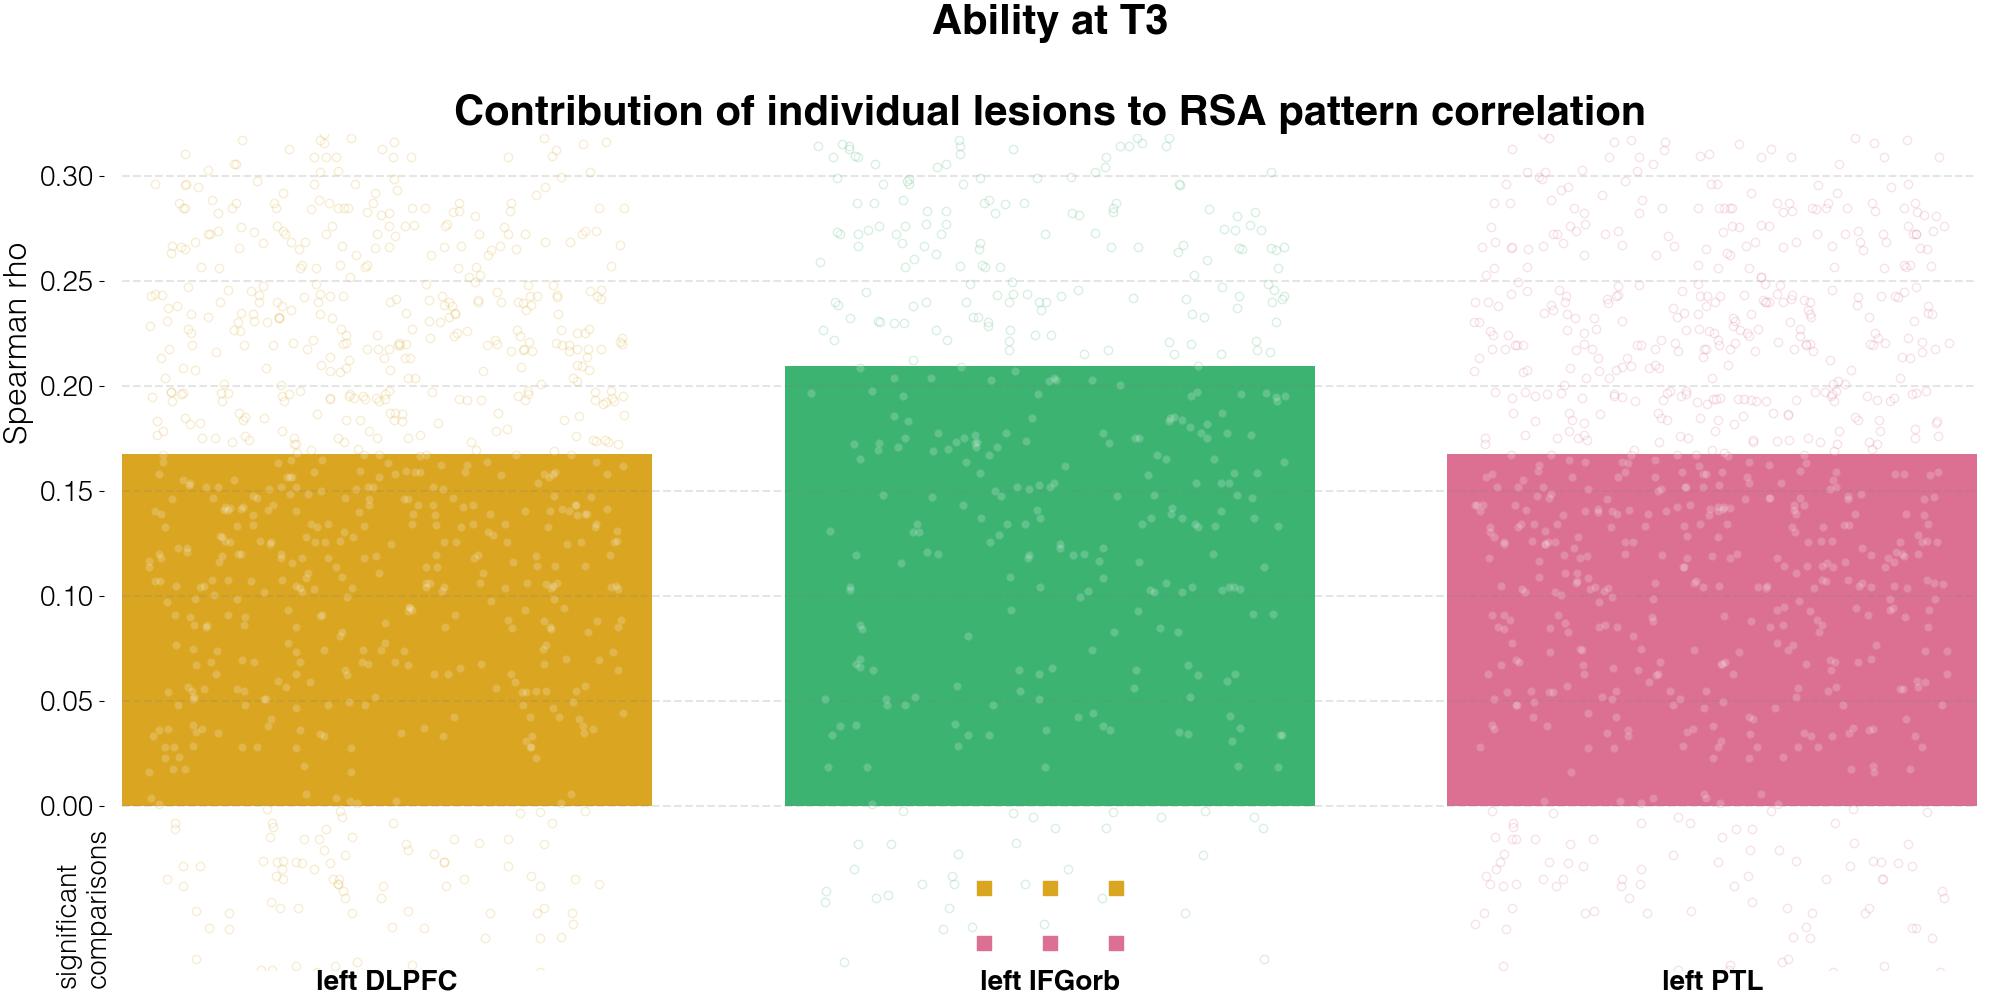 Ability at T3
Contribution of individual lesions to RSA pattern correlation
Spearman rho
0.30
0.25
0.20
0.15
0.10
0.05
0.00
significant
comparisons
left DLPFC
left IFGorb
left PTL